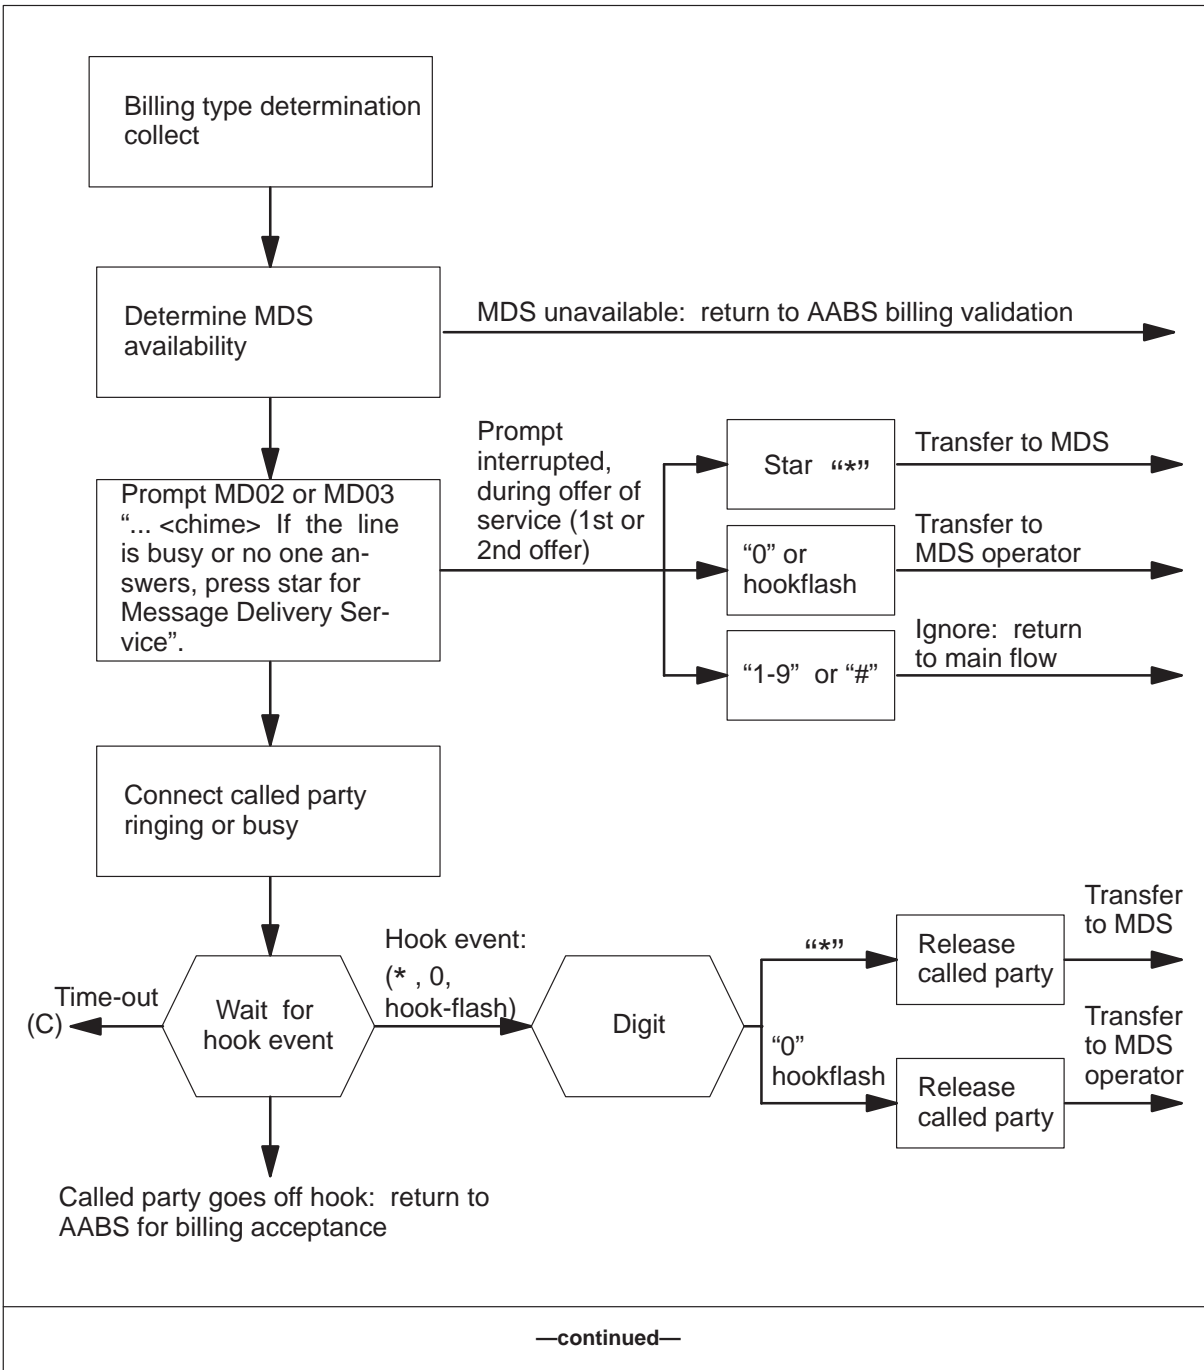 Billing type determination
collect
Determine MDS
availability
MDS unavailable: return to AABS billing validation
Prompt MD02 or MD03
“... <chime> If the line
is busy or no one an-
swers, press star for
Message Delivery Ser-
vice”.
Prompt
interrupted,
during offer of
service (1st or
2nd offer)
Star “*”
Transfer to MDS
“0” or
hookflash
Transfer to
MDS operator
“1-9” or “#”
Ignore: return
to main flow
Connect called party
ringing or busy
Wait for
hook event
Time-out
(C)
Hook event:
(* , 0,
hook-flash)
Digit
“*”
Release
called party
Transfer
to MDS
“0”
hookflash
Release
called party
Transfer
to MDS
operator
Called party goes off hook: return to
AABS for billing acceptance
—continued—